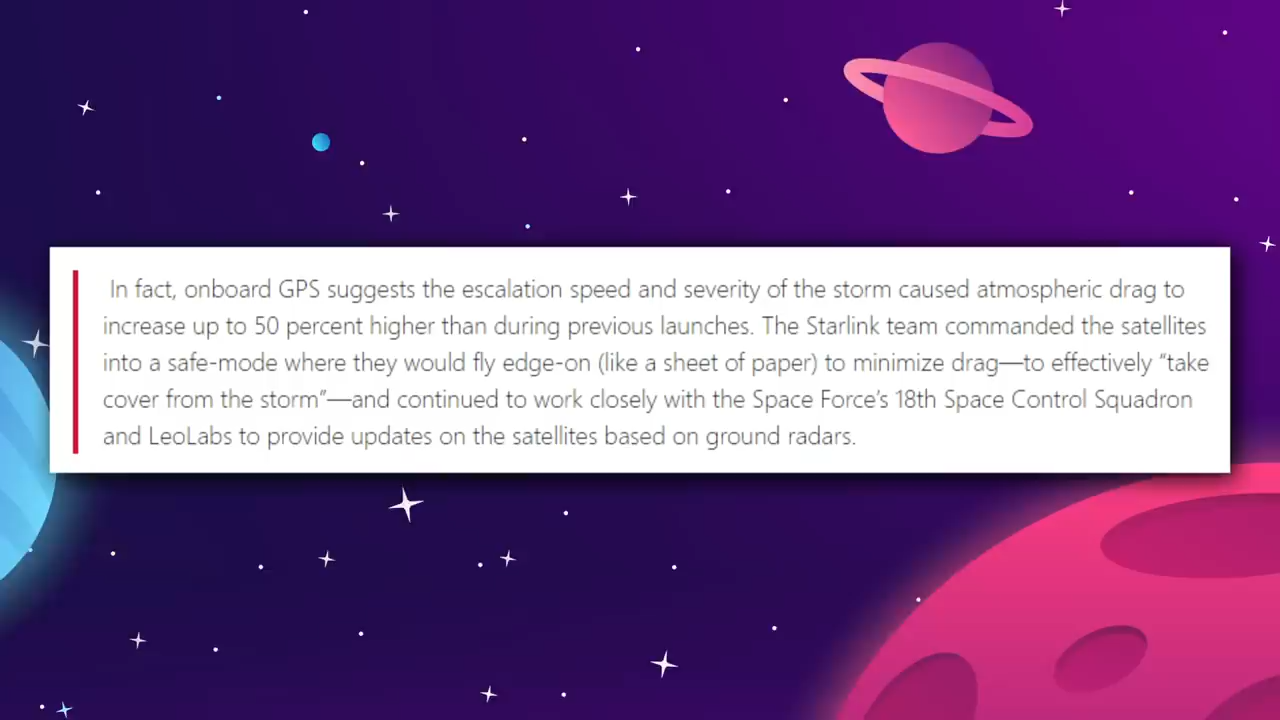 In fact, onboard GPS suggests the escalation speed and severity of the storm caused atmospheric drag to
increase up to 50 percent higher than during previous launches. The Starlink team commanded the satellites
into a safe-mode where they would fly edge-on (like a sheet of paper) to minimize drag—to effectively “take
cover from the storm”—and continued to work closely with the Space Force’s 18th Space Control Squadron
and LeoLabs to provide updates on the satellites based on ground radars.